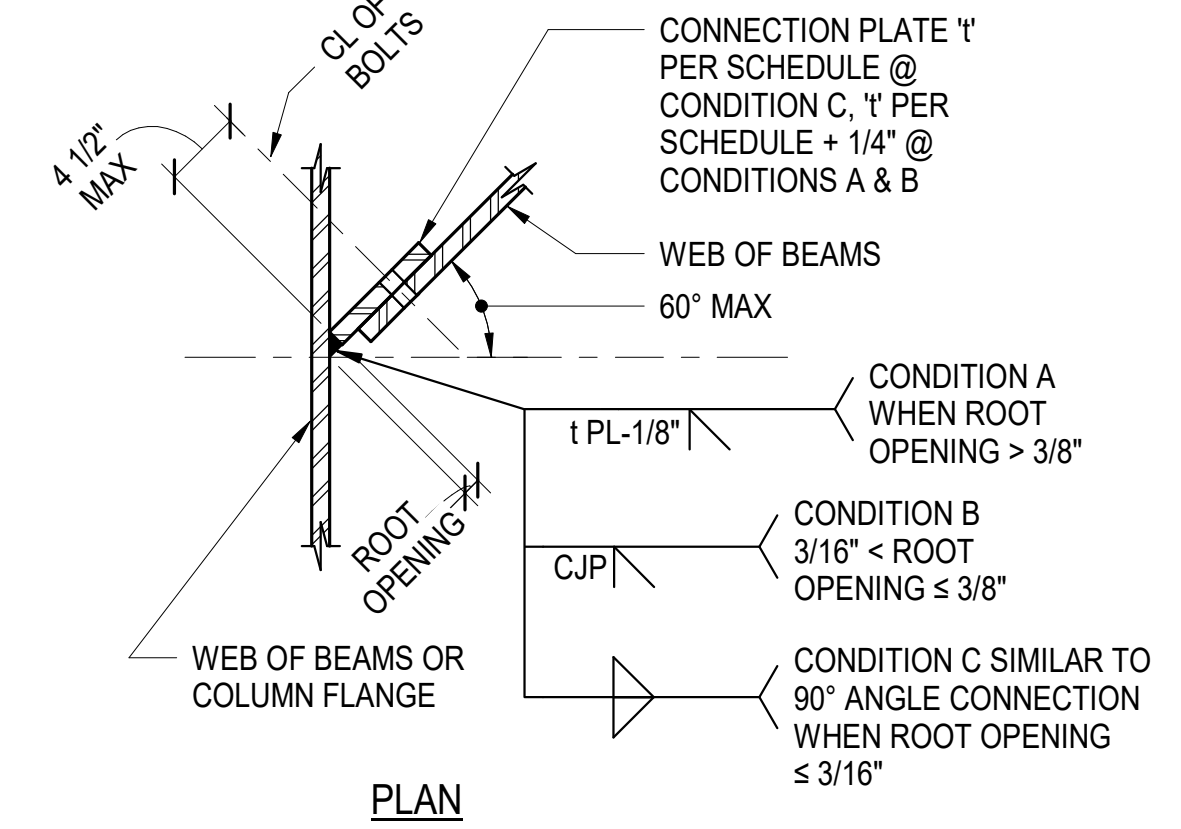 CL OF
BOLTS
4 1/2"
MAX
CONNECTION PLATE 't'
PER SCHEDULE @
CONDITION C, 't' PER
SCHEDULE + 1/4" @
CONDITIONS A & B
WEB OF BEAMS
60° MAX
CONDITION A
WHEN ROOT
OPENING > 3/8"
t PL-1/8"
ROOT
OPENING
CONDITION B
3/16" < ROOT
OPENING ≤ 3/8"
CJP
WEB OF BEAMS OR
COLUMN FLANGE
CONDITION C SIMILAR TO
90° ANGLE CONNECTION
WHEN ROOT OPENING
≤ 3/16"
PLAN